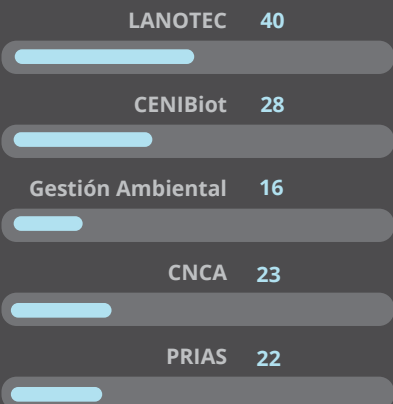 LANOTEC 40
CENIBiot 28
Gestión Ambiental 16
CNCA 23
PRIAS 22